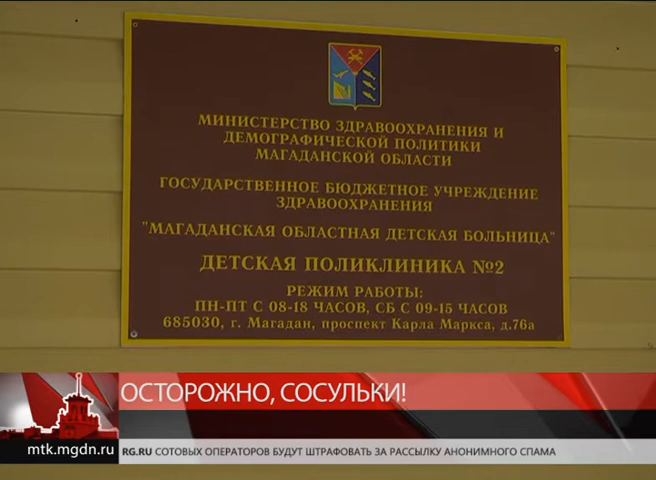 МИНИСТЕРСТВО ЗДРАВООХРАНЕНИЯ И
ДЕМОГРАФИЧЕСКОЙ ПОЛИТИКИ
МАГАДАНСКОЙ ОБЛАСТИ
ГОСУДАРСТВЕННОЕ БЮДЖЕТНОЕ УЧРЕЖДЕНИЕ
ЗДРАВООХРАНЕНИЯ
"МАГАДАНСКАЯ ОБЛАСТНАЯ ДЕТСКАЯ БОЛЬНИЦА"
ДЕТСКАЯ ПОЛИКЛИНИКА №2
РЕЖИМ РАБОТЫ:
ПН-ПТ С 08-18 ЧАСОВ, СБ С 09-15 ЧАСОВ
685030, г. Магадан, проспект Карла Маркса, д.76а
ОСТОРОЖНО, СОСУЛЬКИ!
mtk.mgdn.ru
RG.RU СОТОВЫХ ОПЕРАТОРОВ БУДУТ ШТРАФОВАТЬ ЗА РАССЫЛКУ АНОНИМНОГО СПАМА